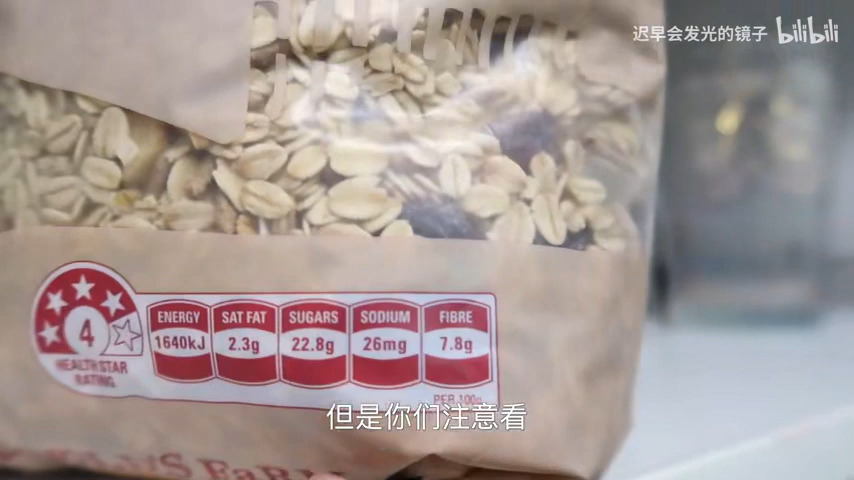 迟早会发光的镜子 bilibili
4
HEALTH STAR
RATING
ENERGY SAT FAT SUGARS SODIUM FIBRE
1640kJ 2.3g 22.8g 26mg 7.8g
PER 100g
但是你们注意看
FARM